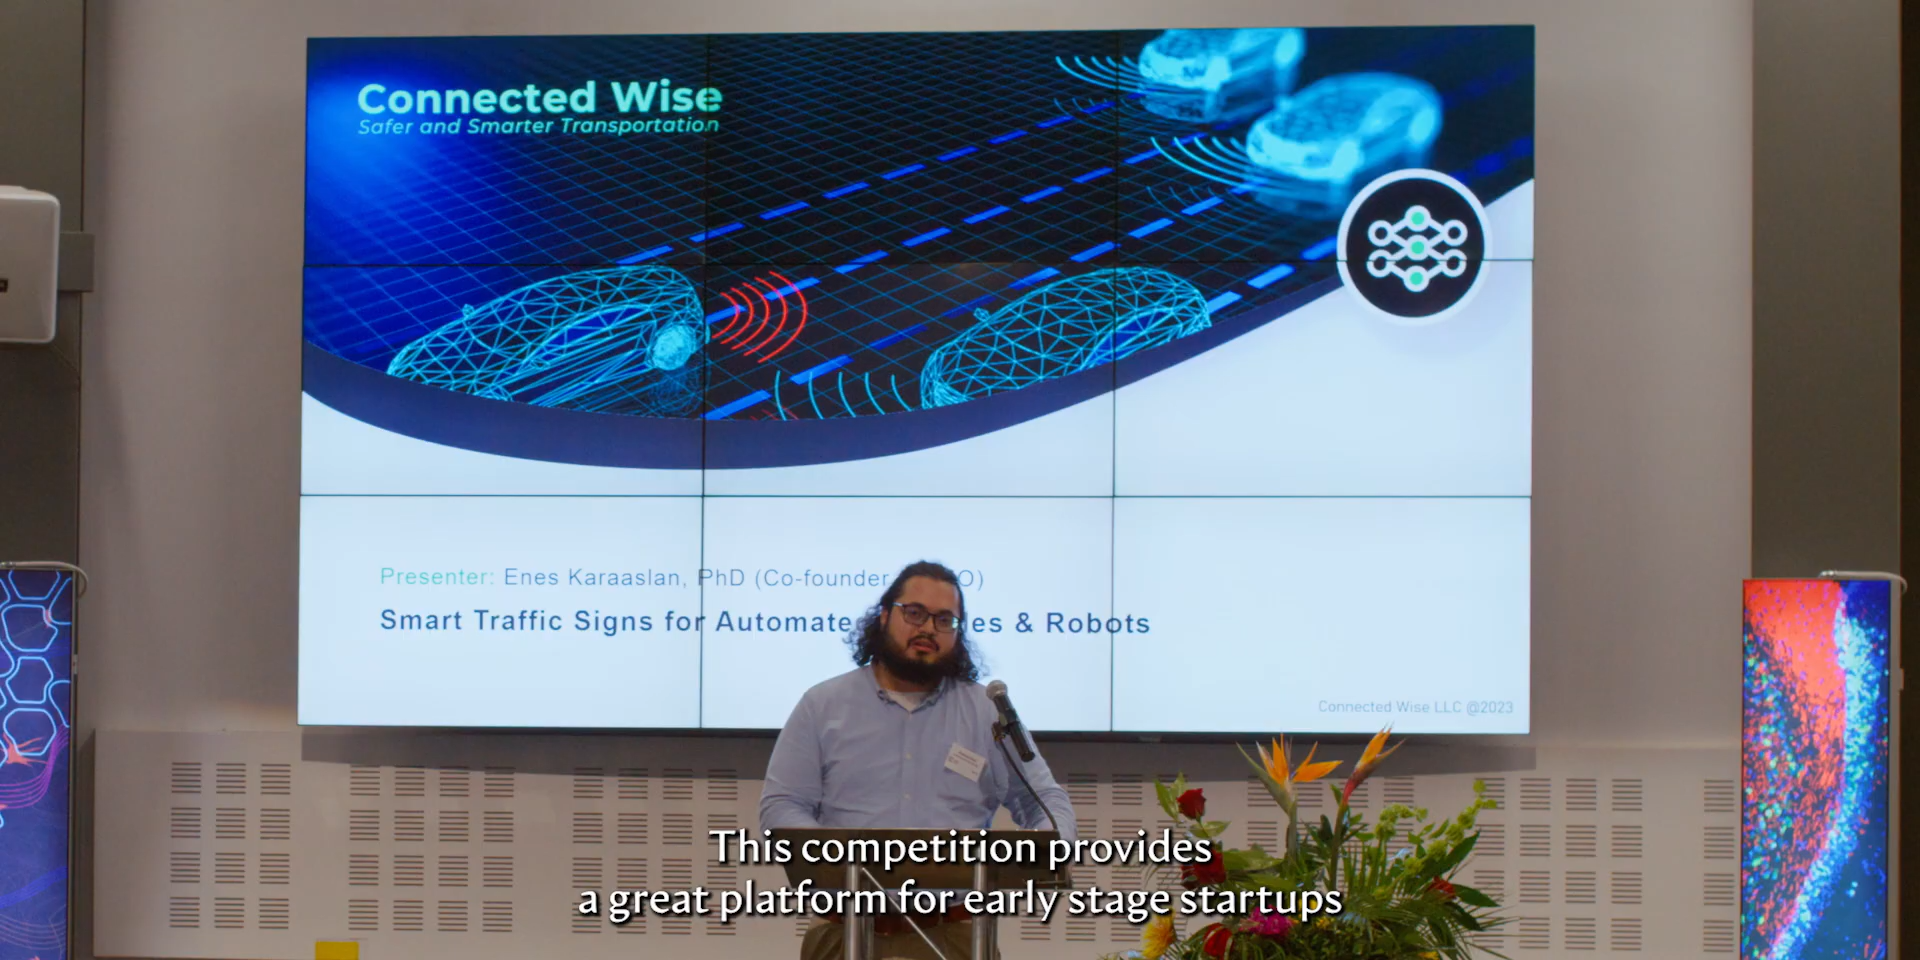 Connected Wise
Safer and Smarter Transportation
Presenter: Enes Karaaslan, PhD (Co-founder O)
Smart Traffic Signs for Automate es & Robots
Connected Wise LLC @2023
This competition provides
a great platform for early stage startups